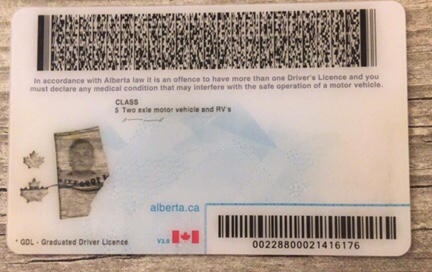 In accordance with Alberta law it is an offence to have more than one Driver's Licence and you
must declare any medical condition that may interfere with the safe operation of a motor vehicle.
CLASS
5 Two axle motor vehicle and RV's
alberta.ca
* GDL - Graduated Driver Licence
V3.0
00228800021416176